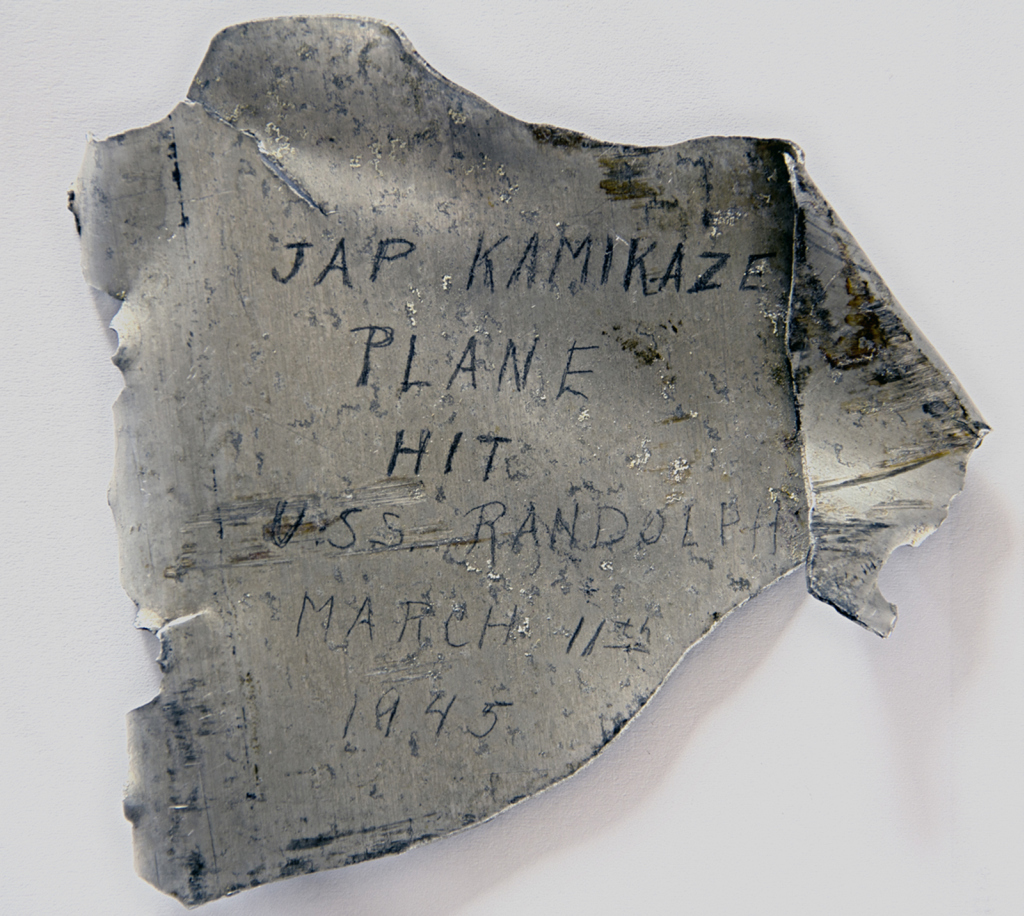 JAP KAMIKAZE
PLANE
HIT
U.S.S. RANDOLPH
MARCH 11th
1945